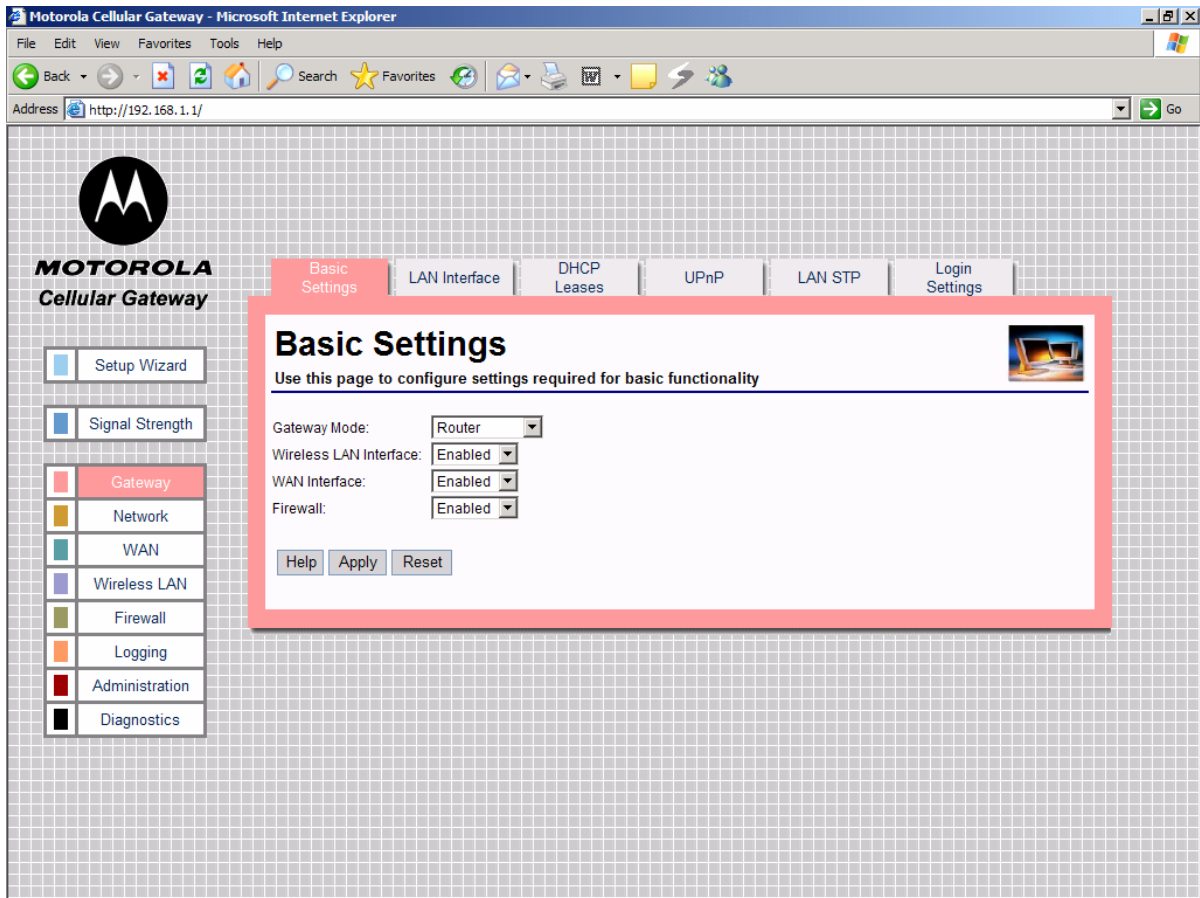 Motorola Cellular Gateway - Microsoft Internet Explorer
File Edit View Favorites Tools Help
Back Search Favorites
Address http://192.168.1.1/ Go
MOTOROLA
Cellular Gateway
Setup Wizard
Signal Strength
Gateway
Network
WAN
Wireless LAN
Firewall
Logging
Administration
Diagnostics
Basic
Settings
LAN Interface
DHCP
Leases
UPnP
LAN STP
Login
Settings
Basic Settings
Use this page to configure settings required for basic functionality
Gateway Mode: Router
Wireless LAN Interface: Enabled
WAN Interface: Enabled
Firewall: Enabled
Help Apply Reset